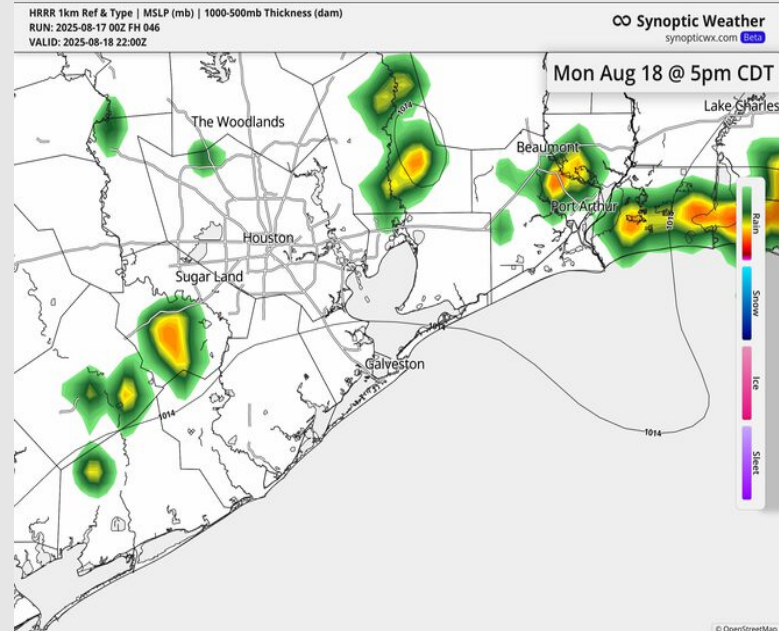 HRRR 1km Ref & Type | MSLP (mb) | 1000-500mb Thickness (dam)
RUN: 2025-08-17 00Z FH 046
VALID: 2025-08-18 22:00Z
Synoptic Weather
synopticwx.com Beta
Mon Aug 18 @ 5pm CDT
Lake Charles
1014
The Woodlands
Beaumont
Port Arthur
Houston
Sugar Land
1014
Galveston
1014
1014
Rain
Snow
Ice
Sleet
© OpenStreetMap